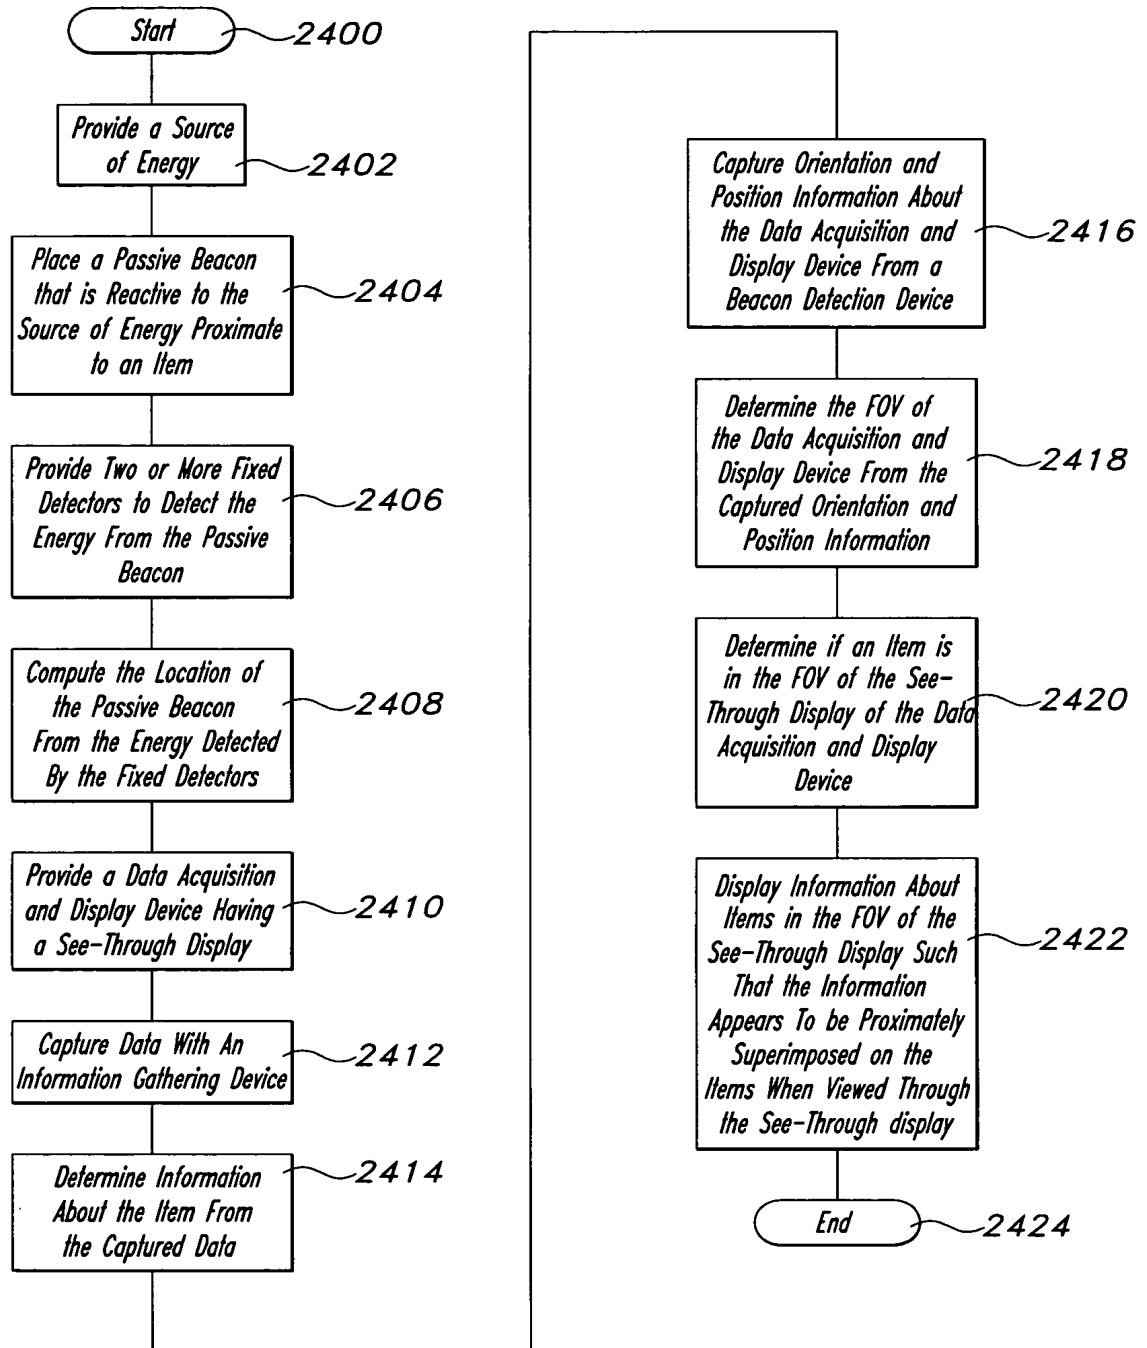 Start
2400
Provide a Source
of Energy
2402
Place a Passive Beacon
that is Reactive to the
Source of Energy Proximate
to an Item
2404
Provide Two or More Fixed
Detectors to Detect the
Energy From the Passive
Beacon
2406
Compute the Location of
the Passive Beacon
From the Energy Detected
By the Fixed Detectors
2408
Provide a Data Acquisition
and Display Device Having
a See-Through Display
2410
Capture Data With An
Information Gathering Device
2412
Determine Information
About the Item From
the Captured Data
2414
Capture Orientation and
Position Information About
the Data Acquisition and
Display Device From a
Beacon Detection Device
2416
Determine the FOV of
the Data Acquisition and
Display Device From the
Captured Orientation and
Position Information
2418
Determine if an Item is
in the FOV of the See-
Through Display of the Data
Acquisition and Display
Device
2420
Display Information About
Items in the FOV of the
See-Through Display Such
That the Information
Appears To be Proximately
Superimposed on the
Items When Viewed Through
the See-Through display
2422
End
2424